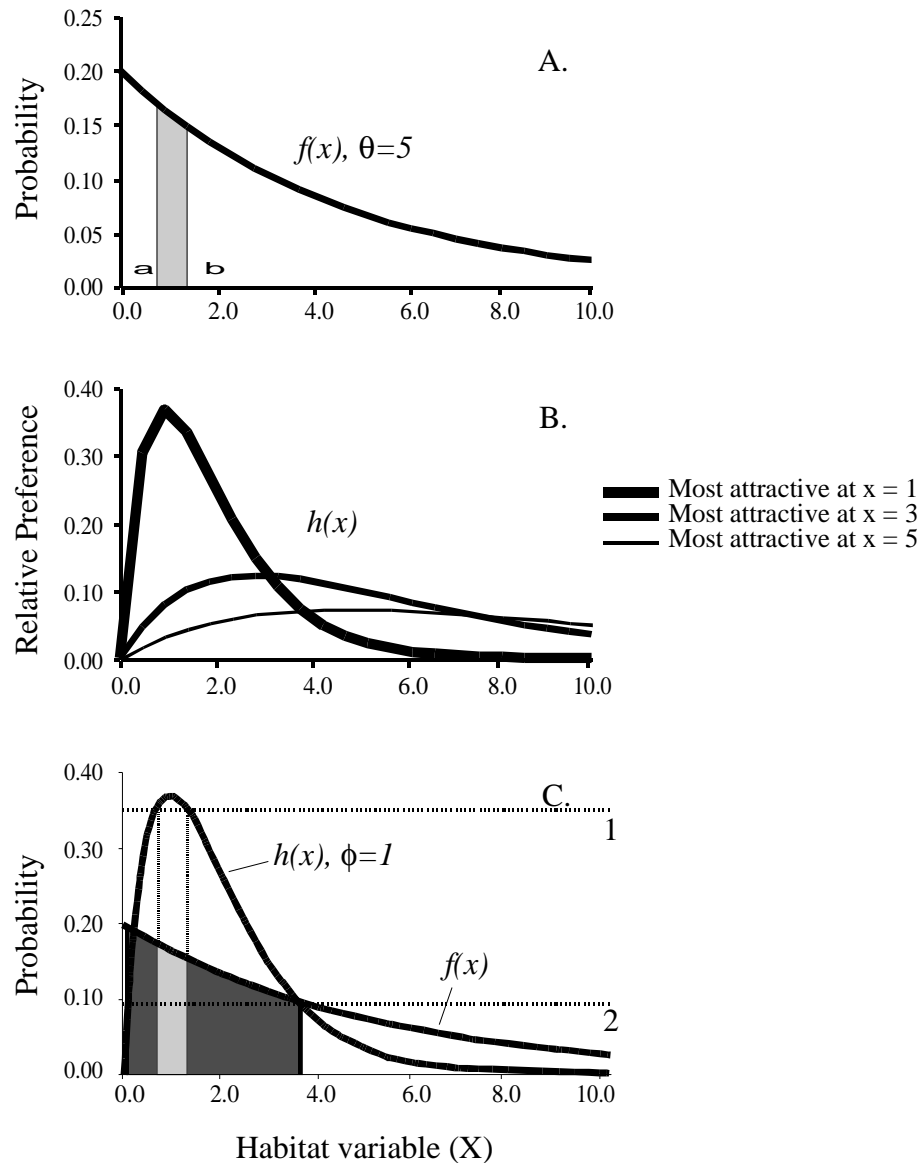 0.25
A.
0.20
Probability
0.15
f(x), θ=5
0.10
0.05
a b
0.00
0.0 2.0 4.0 6.0 8.0 10.0
0.40
B.
0.30
Relative Preference
Most attractive at x = 1
Most attractive at x = 3
Most attractive at x = 5
h(x)
0.20
0.10
0.00
0.0 2.0 4.0 6.0 8.0 10.0
0.40
C.
1
0.30
h(x), ϕ=1
Probability
0.20
f(x)
0.10
2
0.00
0.0 2.0 4.0 6.0 8.0 10.0
Habitat variable (X)